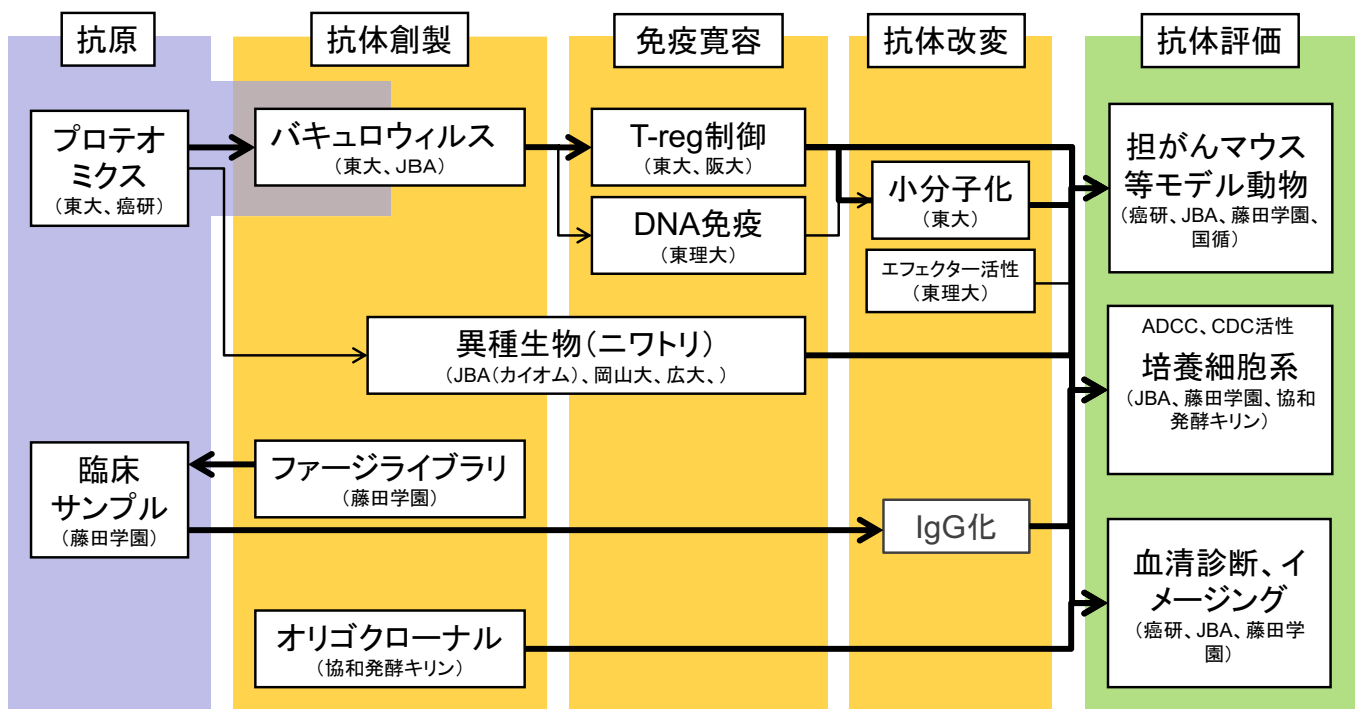 抗原
抗体創製
免疫寛容
抗体改変
抗体評価
プロテオ
ミクス
（東大、癌研）
バキュロウィルス
（東大、JBA）
T-reg制御
（東大、阪大）
DNA免疫
（東理大）
小分子化
（東大）
エフェクター活性
（東理大）
担がんマウス
等モデル動物
（癌研、JBA、藤田学園、
国循）
異種生物（ニワトリ）
（JBA（カイオム）、岡山大、広大、）
ADCC、CDC活性
培養細胞系
（JBA、藤田学園、協和
発酵キリン）
臨床
サンプル
（藤田学園）
ファージライブラリ
（藤田学園）
IgG化
オリゴクローナル
（協和発酵キリン）
血清診断、イ
メージング
（癌研、JBA、藤田学
園）